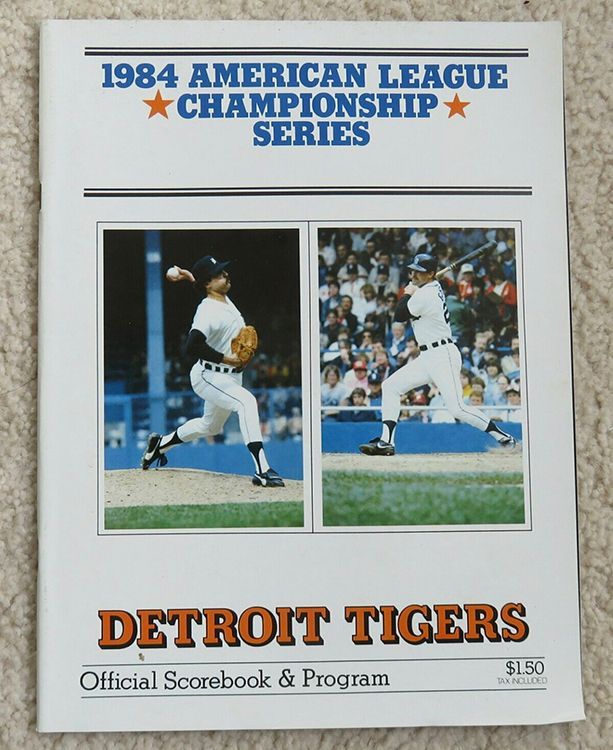 1984 AMERICAN LEAGUE
CHAMPIONSHIP
SERIES
DETROIT TIGERS
Official Scorebook & Program
$1.50
TAX INCLUDED